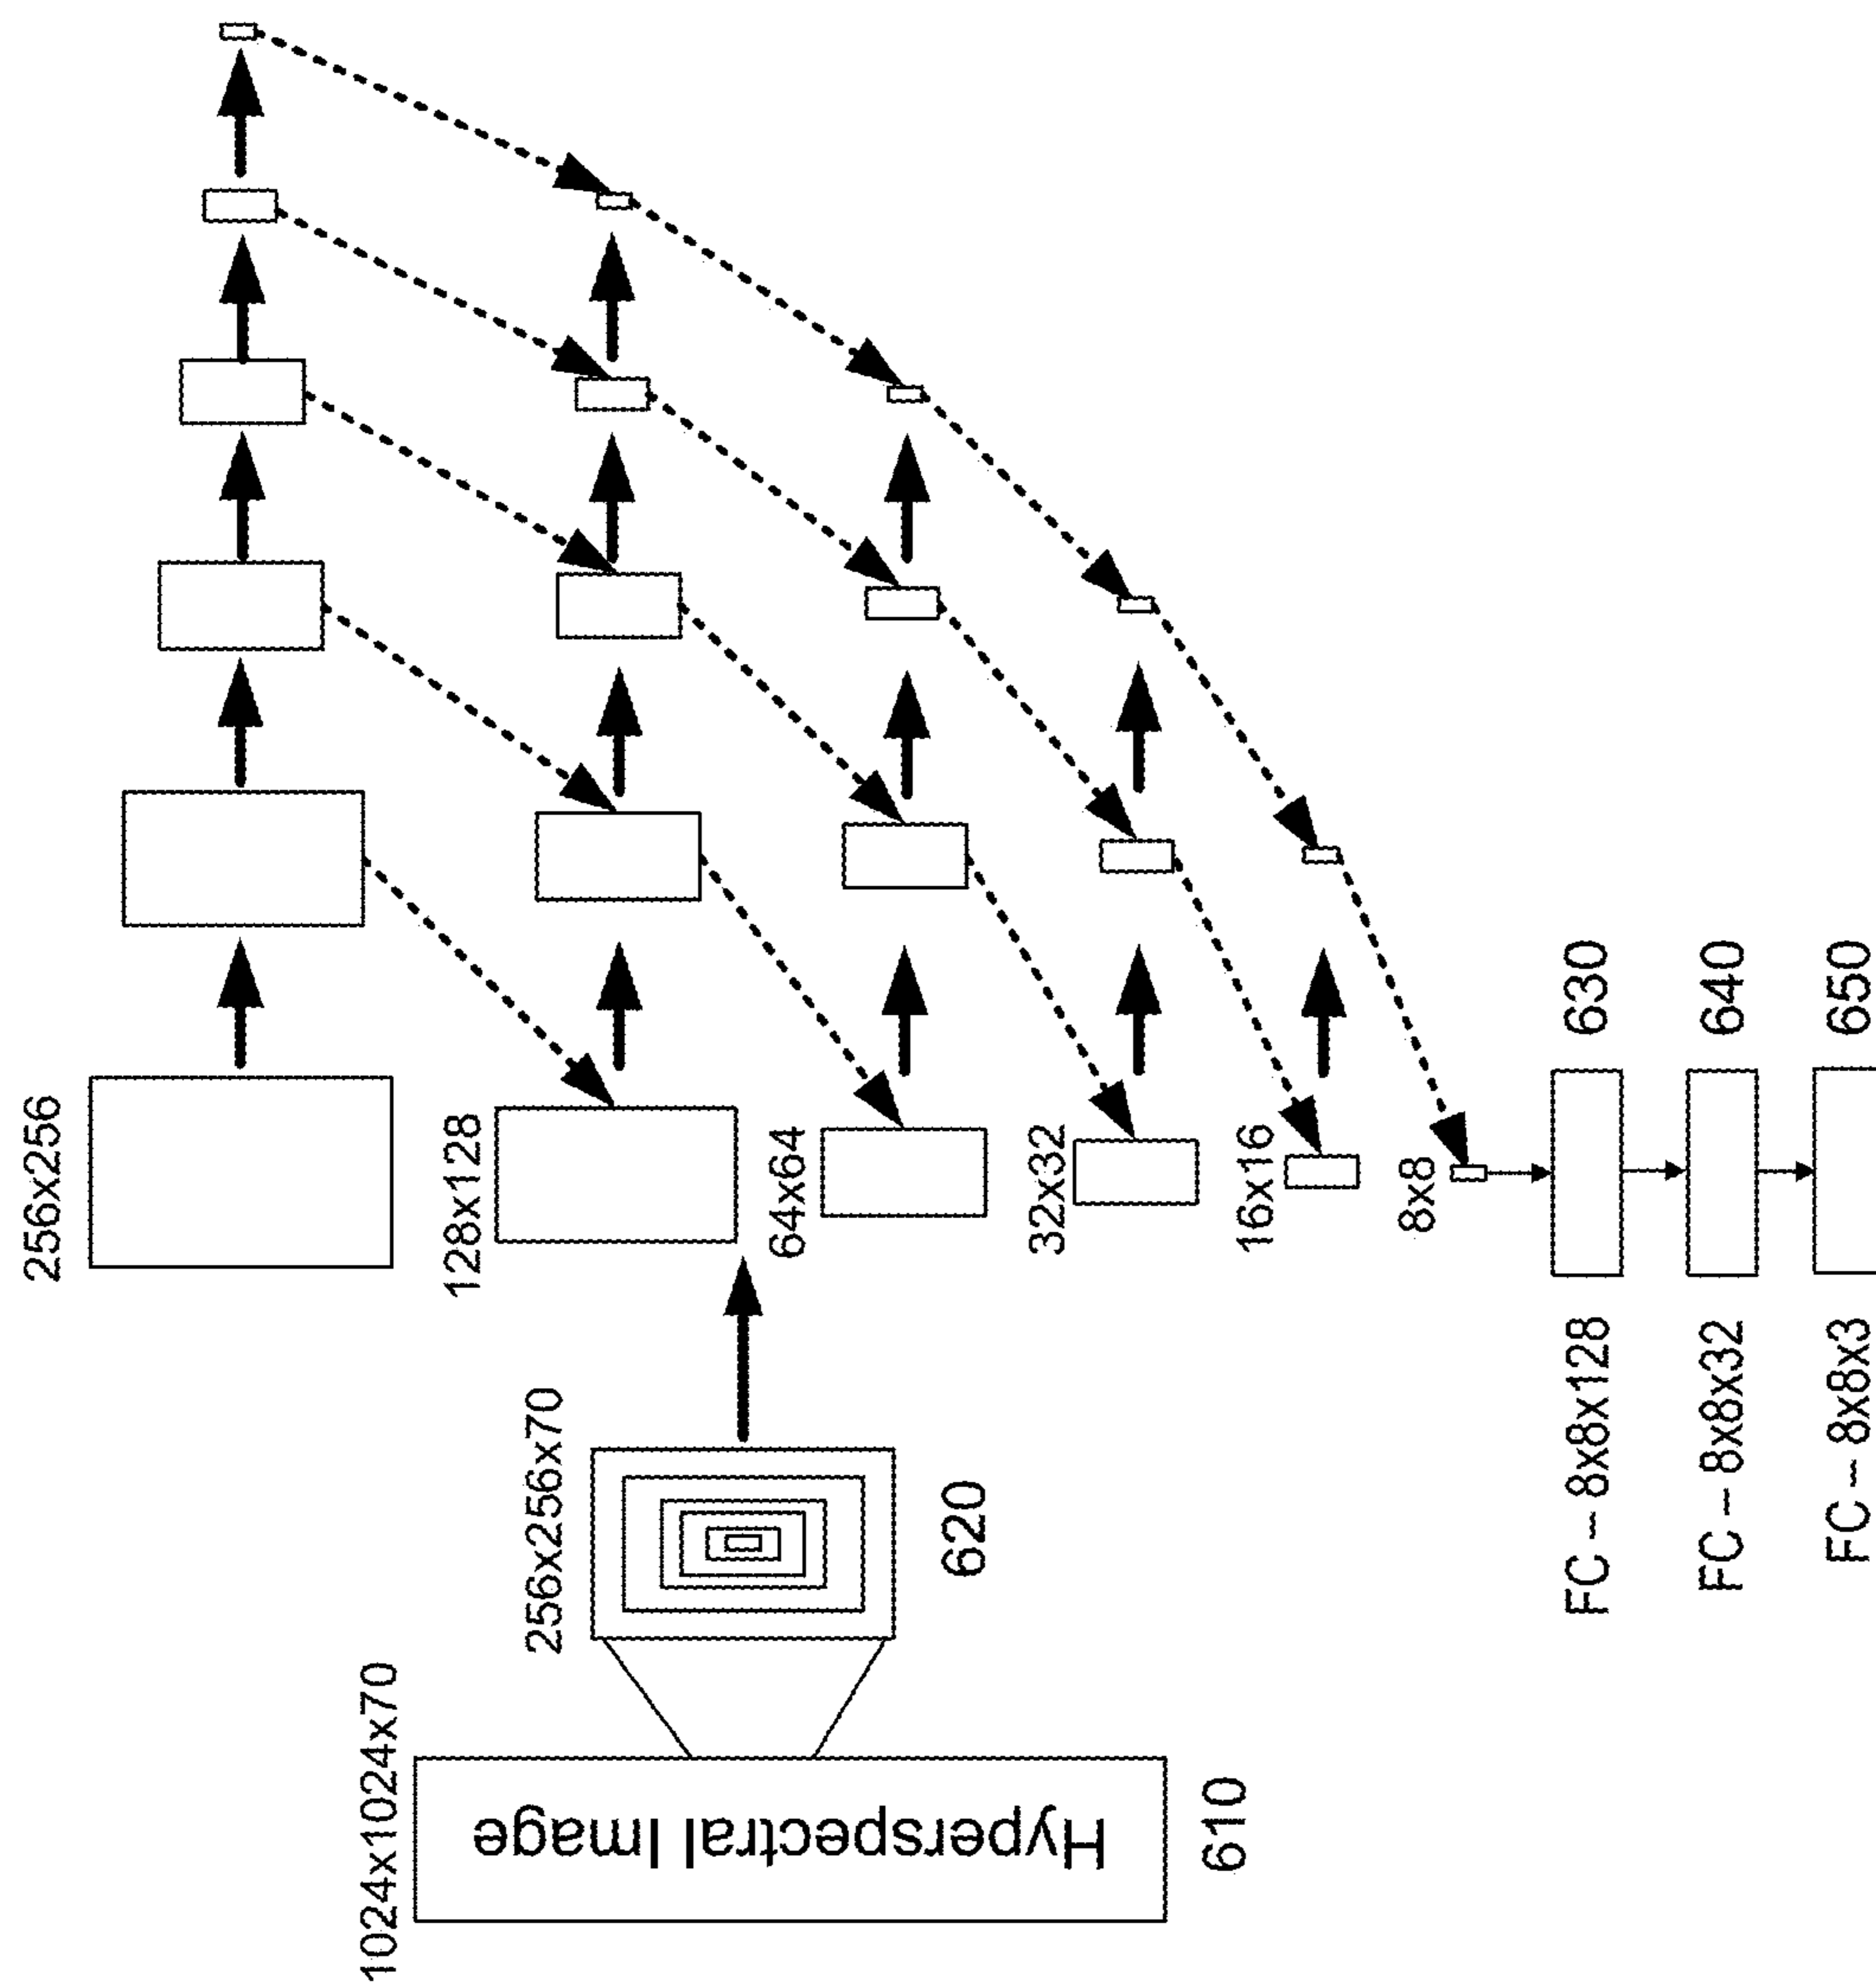 1024x1024x70
Hyperspectral Image
610
256x256x70
620
256x256
128x128
64x64
32x32
16x16
8x8
FC – 8x8x128
630
FC – 8x8x32
640
FC – 8x8x3
650